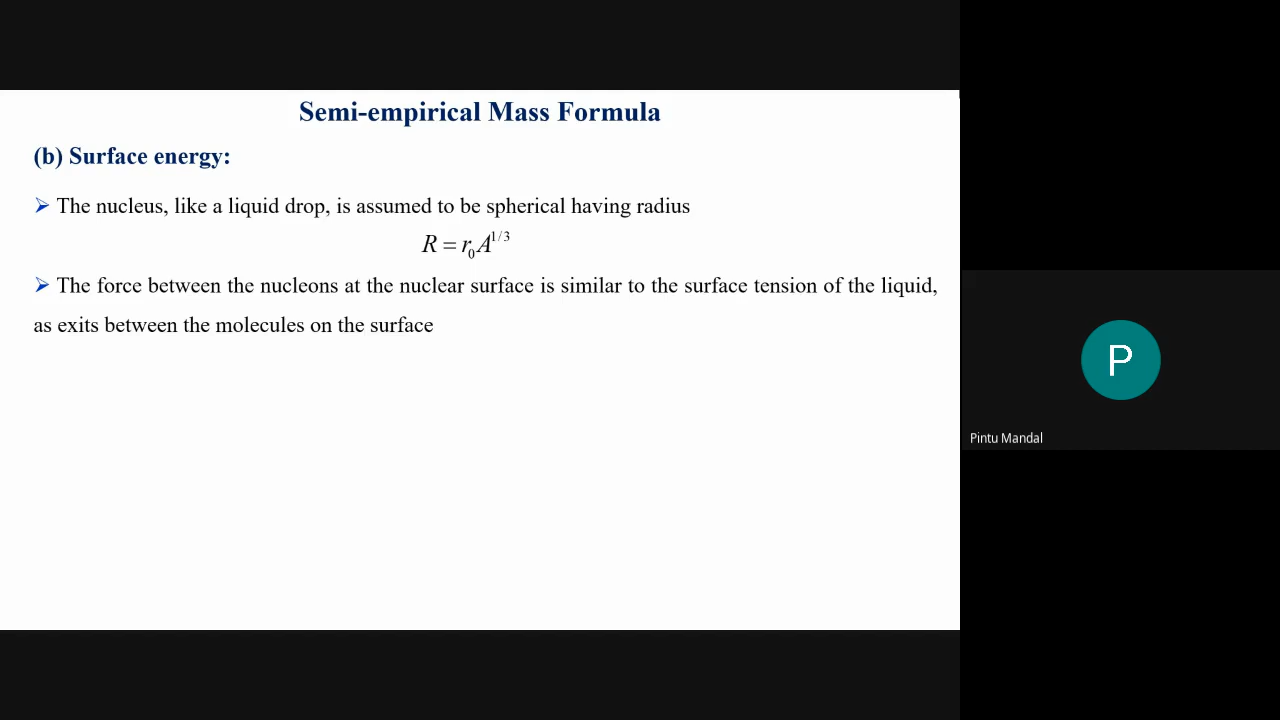 Semi-empirical Mass Formula
(b) Surface energy:
➢ The nucleus, like a liquid drop, is assumed to be spherical having radius
R = r₀A^{1/3}
➢ The force between the nucleons at the nuclear surface is similar to the surface tension of the liquid,
as exits between the molecules on the surface
P
Pintu Mandal